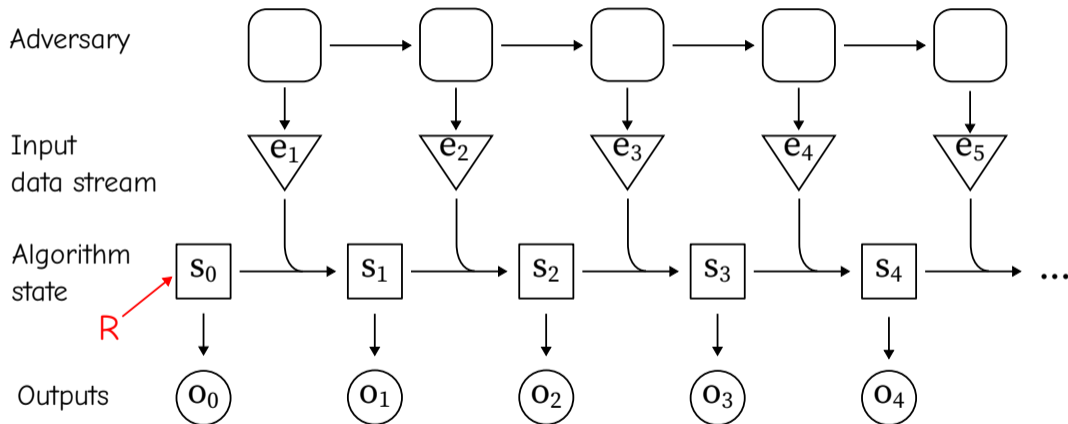 Adversary
Input
data stream
e₁ e₂ e₃ e₄ e₅
Algorithm
state
s₀ s₁ s₂ s₃ s₄ ...
R
Outputs
o₀ o₁ o₂ o₃ o₄